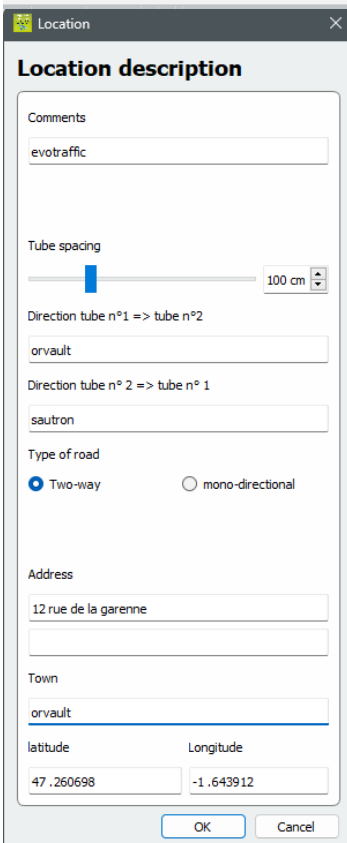 Location
Location description
Comments
evotraffic
Tube spacing
100 cm
Direction tube n°1 => tube n°2
orvault
Direction tube n° 2 => tube n° 1
sautron
Type of road
Two-way mono-directional
Address
12 rue de la garenne
Town
orvault
latitude Longitude
47 .260698 -1 .643912
OK Cancel